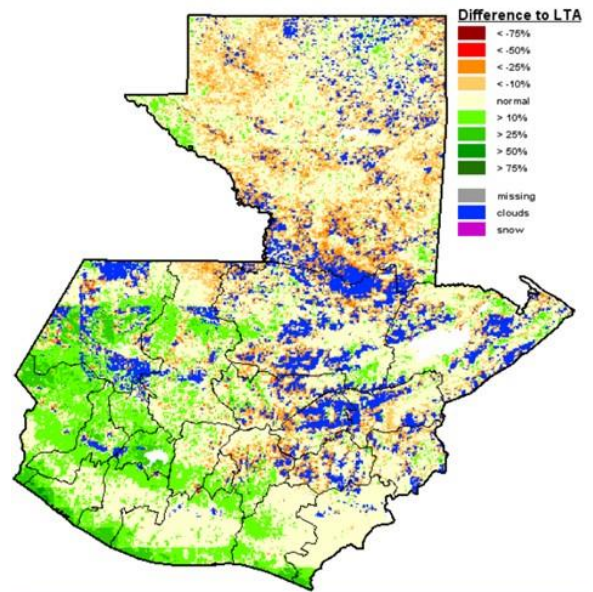 Difference to LTA
< -75%
< -50%
< -25%
< -10%
normal
> 10%
> 25%
> 50%
> 75%
missing
clouds
snow